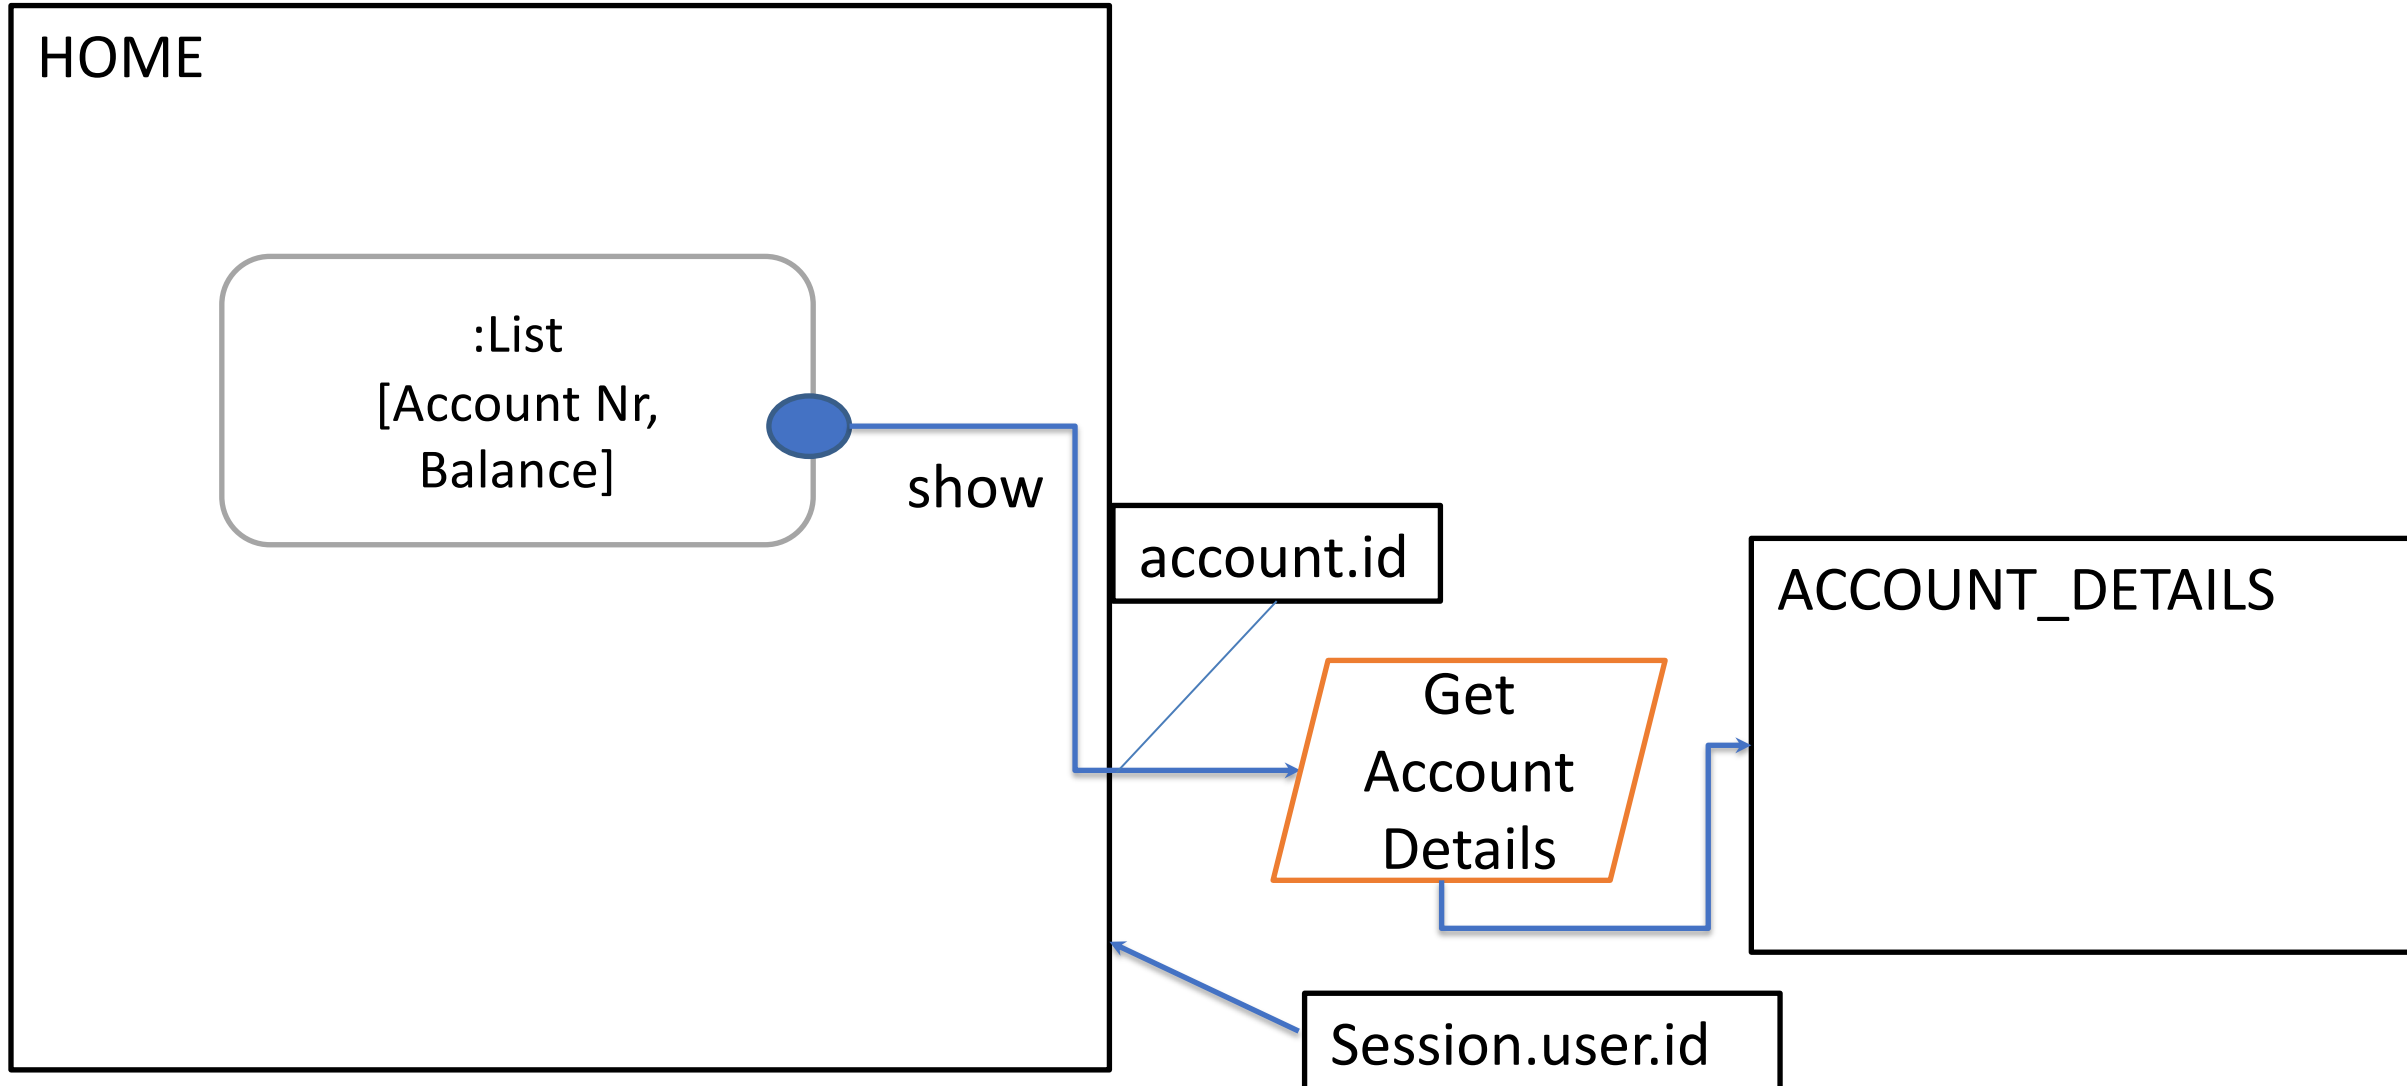 HOME
:List
[Account Nr,
Balance]
show
account.id
ACCOUNT_DETAILS
Get
Account
Details
Session.user.id